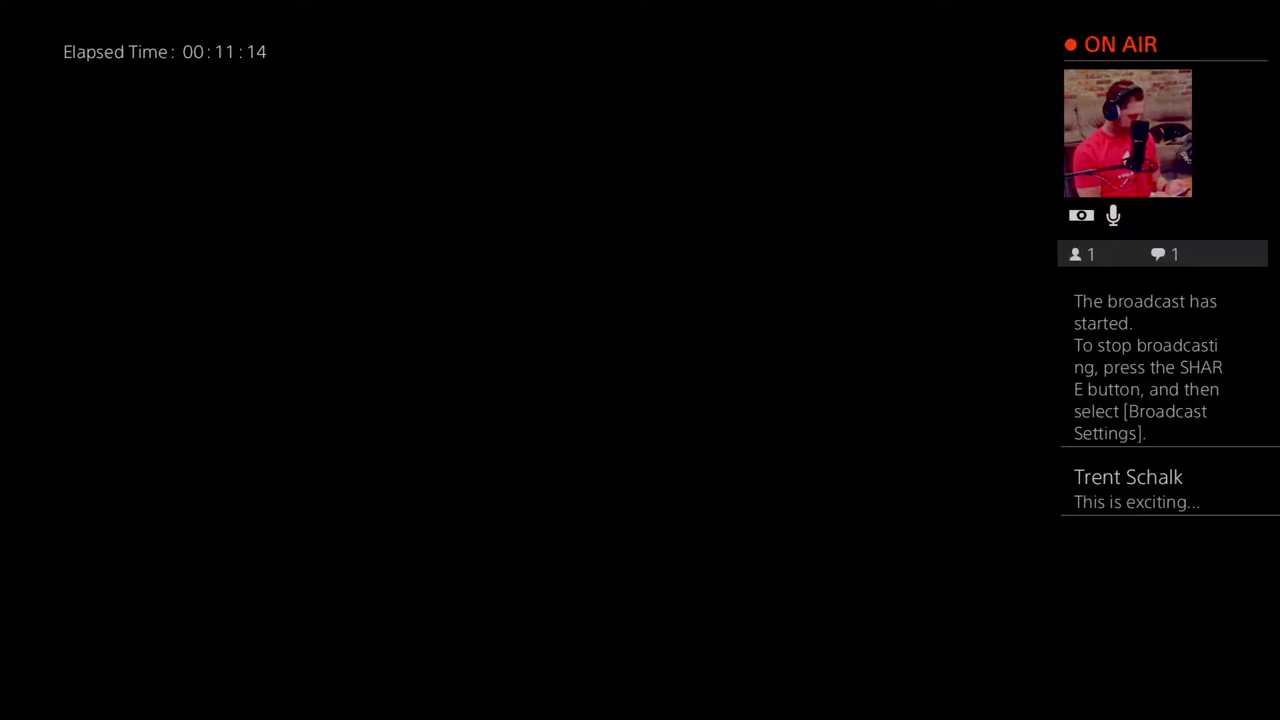 Elapsed Time: 00:11:14
ON AIR
1 1
The broadcast has
started.
To stop broadcasti
ng, press the SHAR
E button, and then
select [Broadcast
Settings].
Trent Schalk
This is exciting...